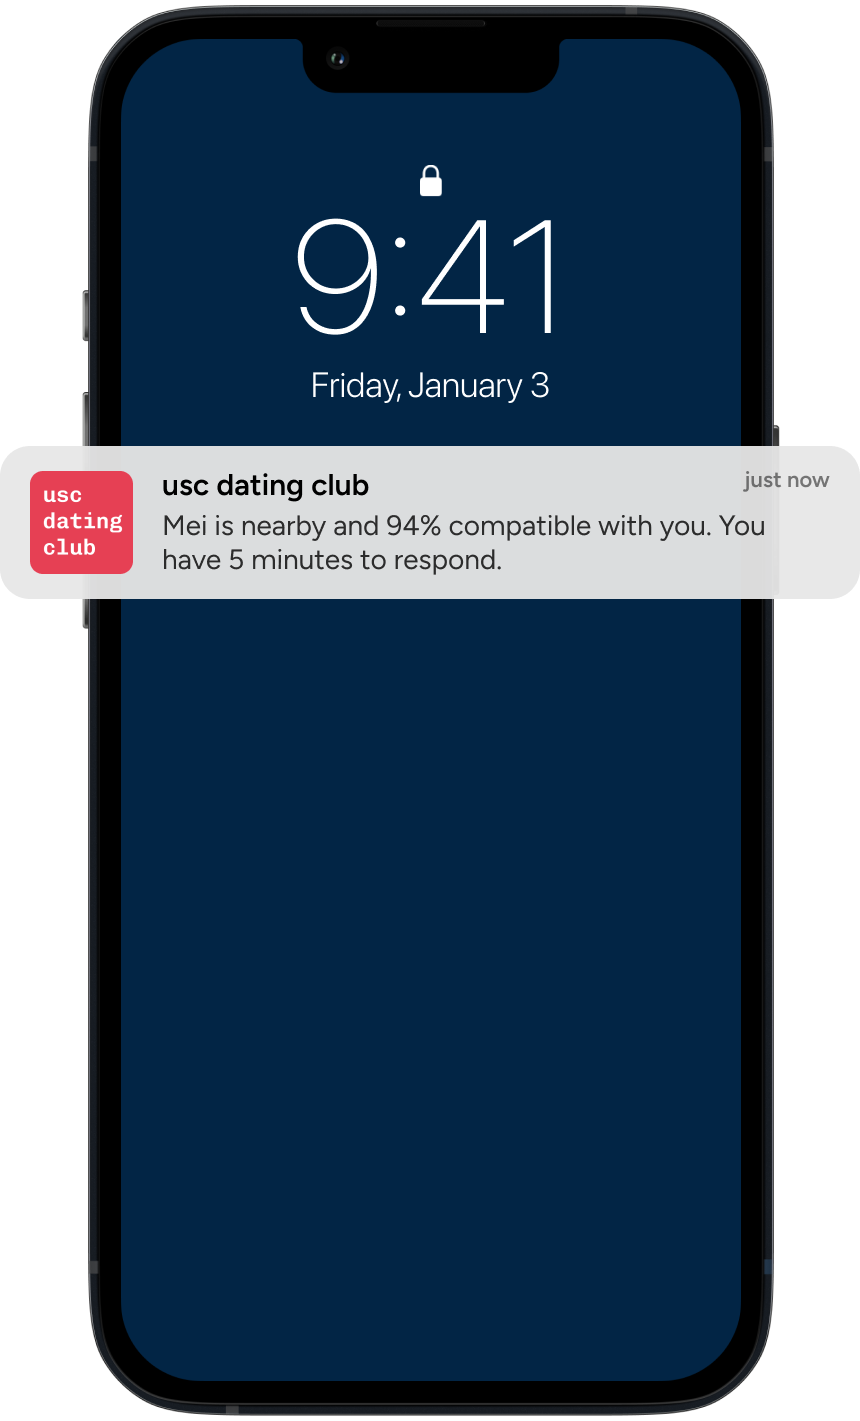 9:41
Friday, January 3
usc dating club
just now
usc
dating
club
Mei is nearby and 94% compatible with you. You
have 5 minutes to respond.